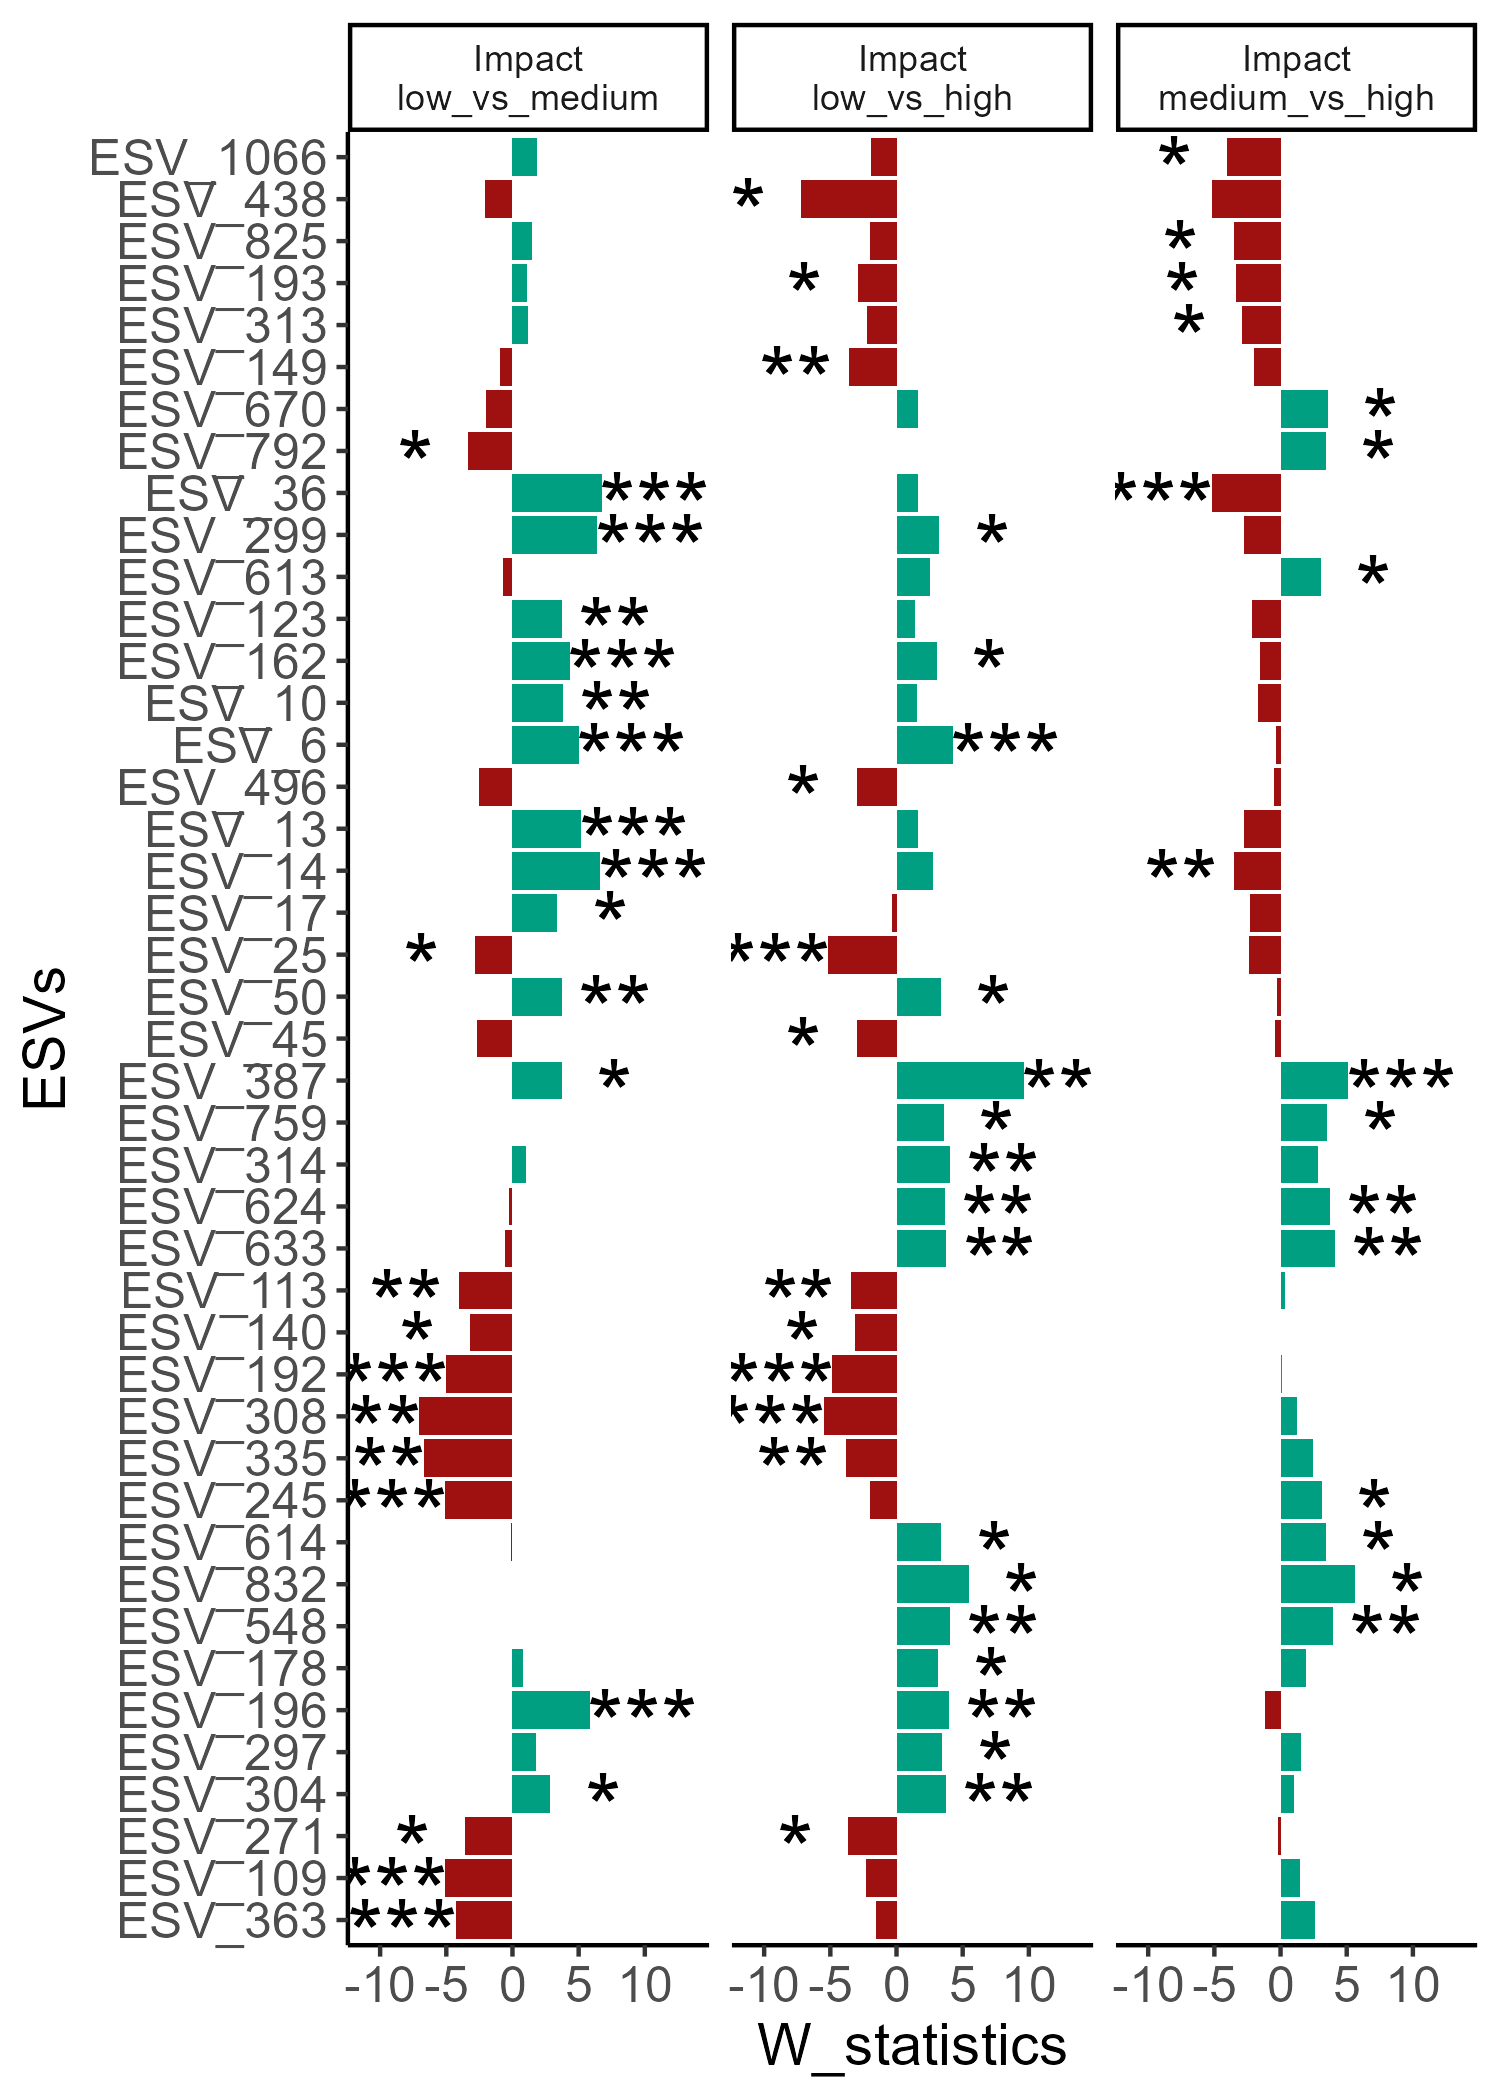 Impact
low_vs_medium
Impact
low_vs_high
Impact
medium_vs_high
ESV_1066 * 
ESV_438 *
ESV_825 *
ESV_193 * *
ESV_313 *
ESV_149 **
ESV_670 *
ESV_792 * *
ESV_36 *** ***
ESV_299 *** *
ESV_613 *
ESV_123 **
ESV_162 *** *
ESV_10 **
ESV_6 *** ***
ESV_496 *
ESV_13 ***
ESV_14 *** **
ESV_17 *
ESV_25 * ***
ESV_50 ** *
ESV_45 *
ESV_387 * ** ***
ESV_759 * *
ESV_314 **
ESV_624 ** **
ESV_633 ** **
ESV_113 ** **
ESV_140 * *
ESV_192 *** ***
ESV_308 ** ***
ESV_335 ** **
ESV_245 *** *
ESV_614 * *
ESV_832 * *
ESV_548 ** **
ESV_178 *
ESV_196 *** **
ESV_297 *
ESV_304 * **
ESV_271 * *
ESV_109 ***
ESV_363 ***
ESVs
-10 -5 0 5 10
-10 -5 0 5 10
-10 -5 0 5 10
W_statistics